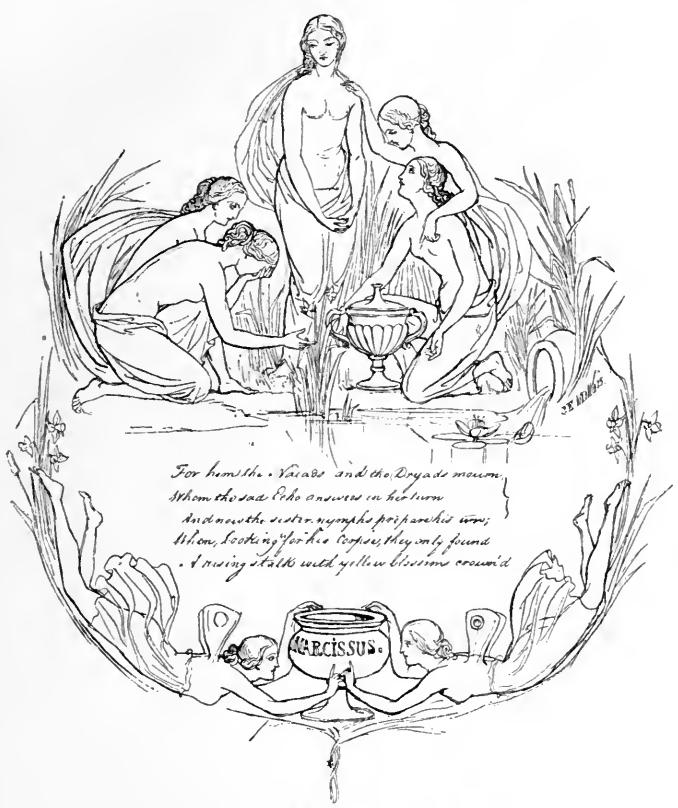 For him the Naiads and the Dryads mourn,
Whom the sad Echo answers in her turn
And now the sister nymphs prepare his urn;
When, looking for his Corpse, they only found
A rising stalk with yellow blossoms crown'd
NARCISSUS.